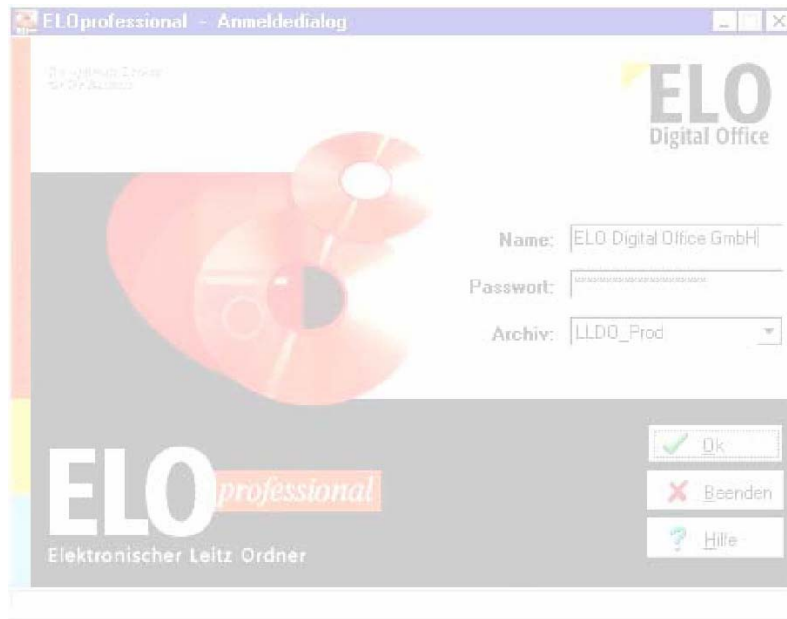 ELOprofessional - Anmeldedialog
ELO
Digital Office
Name: ELO Digital Office GmbH
Passwort: ********************
Archiv: LLDO_Prod
Ok
Beenden
Hilfe
ELO professional
Elektronischer Leitz Ordner